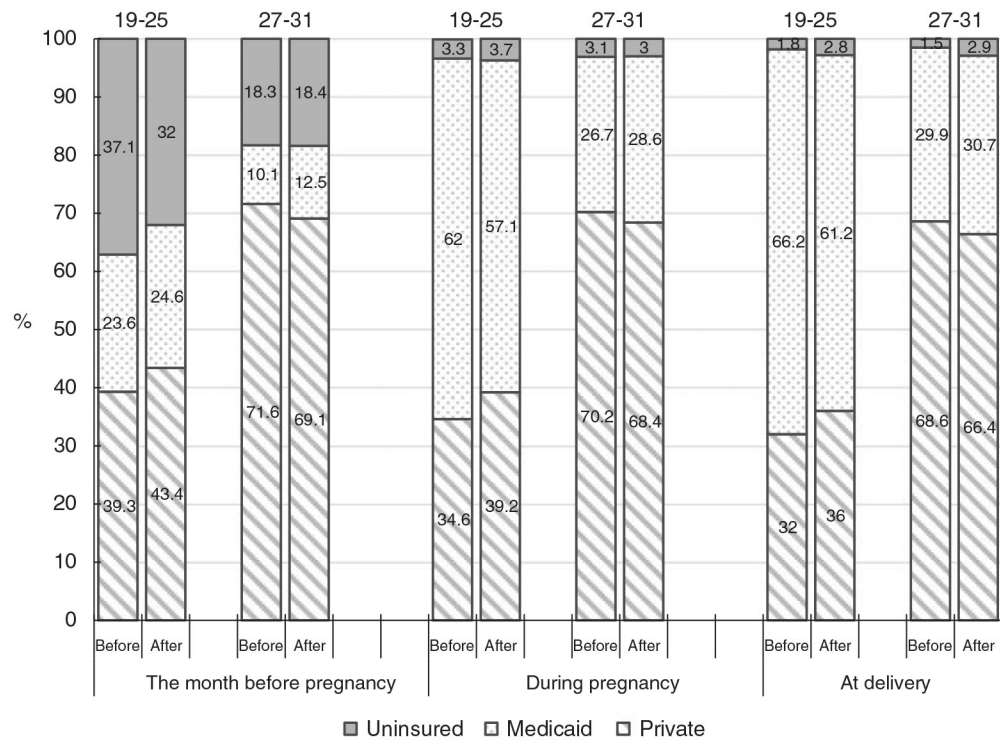 19-25 27-31 19-25 27-31 19-25 27-31
100 3.3 3.7 3.1 3 1.8 2.8 1.5 2.9
90 18.3 18.4
80 37.1 32 26.7 28.6 29.9 30.7
10.1 12.5
70
62 57.1 66.2 61.2
60
24.6
% 50 23.6
40
71.6 69.1 70.2 68.4 68.6 66.4
30
20 39.3 43.4 34.6 39.2 32 36
10
0
Before After Before After Before After Before After Before After Before After
The month before pregnancy During pregnancy At delivery
Uninsured Medicaid Private